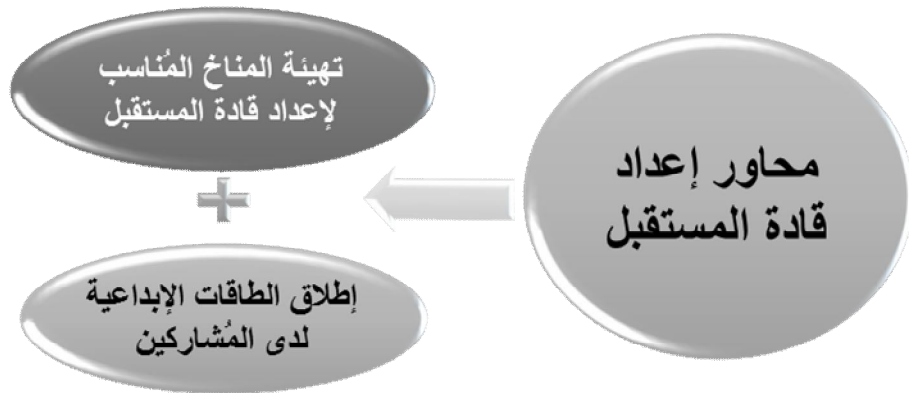 محاور إعداد
قادة المستقبل
تهيئة المناخ المُناسب
لإعداد قادة المستقبل
+
إطلاق الطاقات الإبداعية
لدى المُشاركين